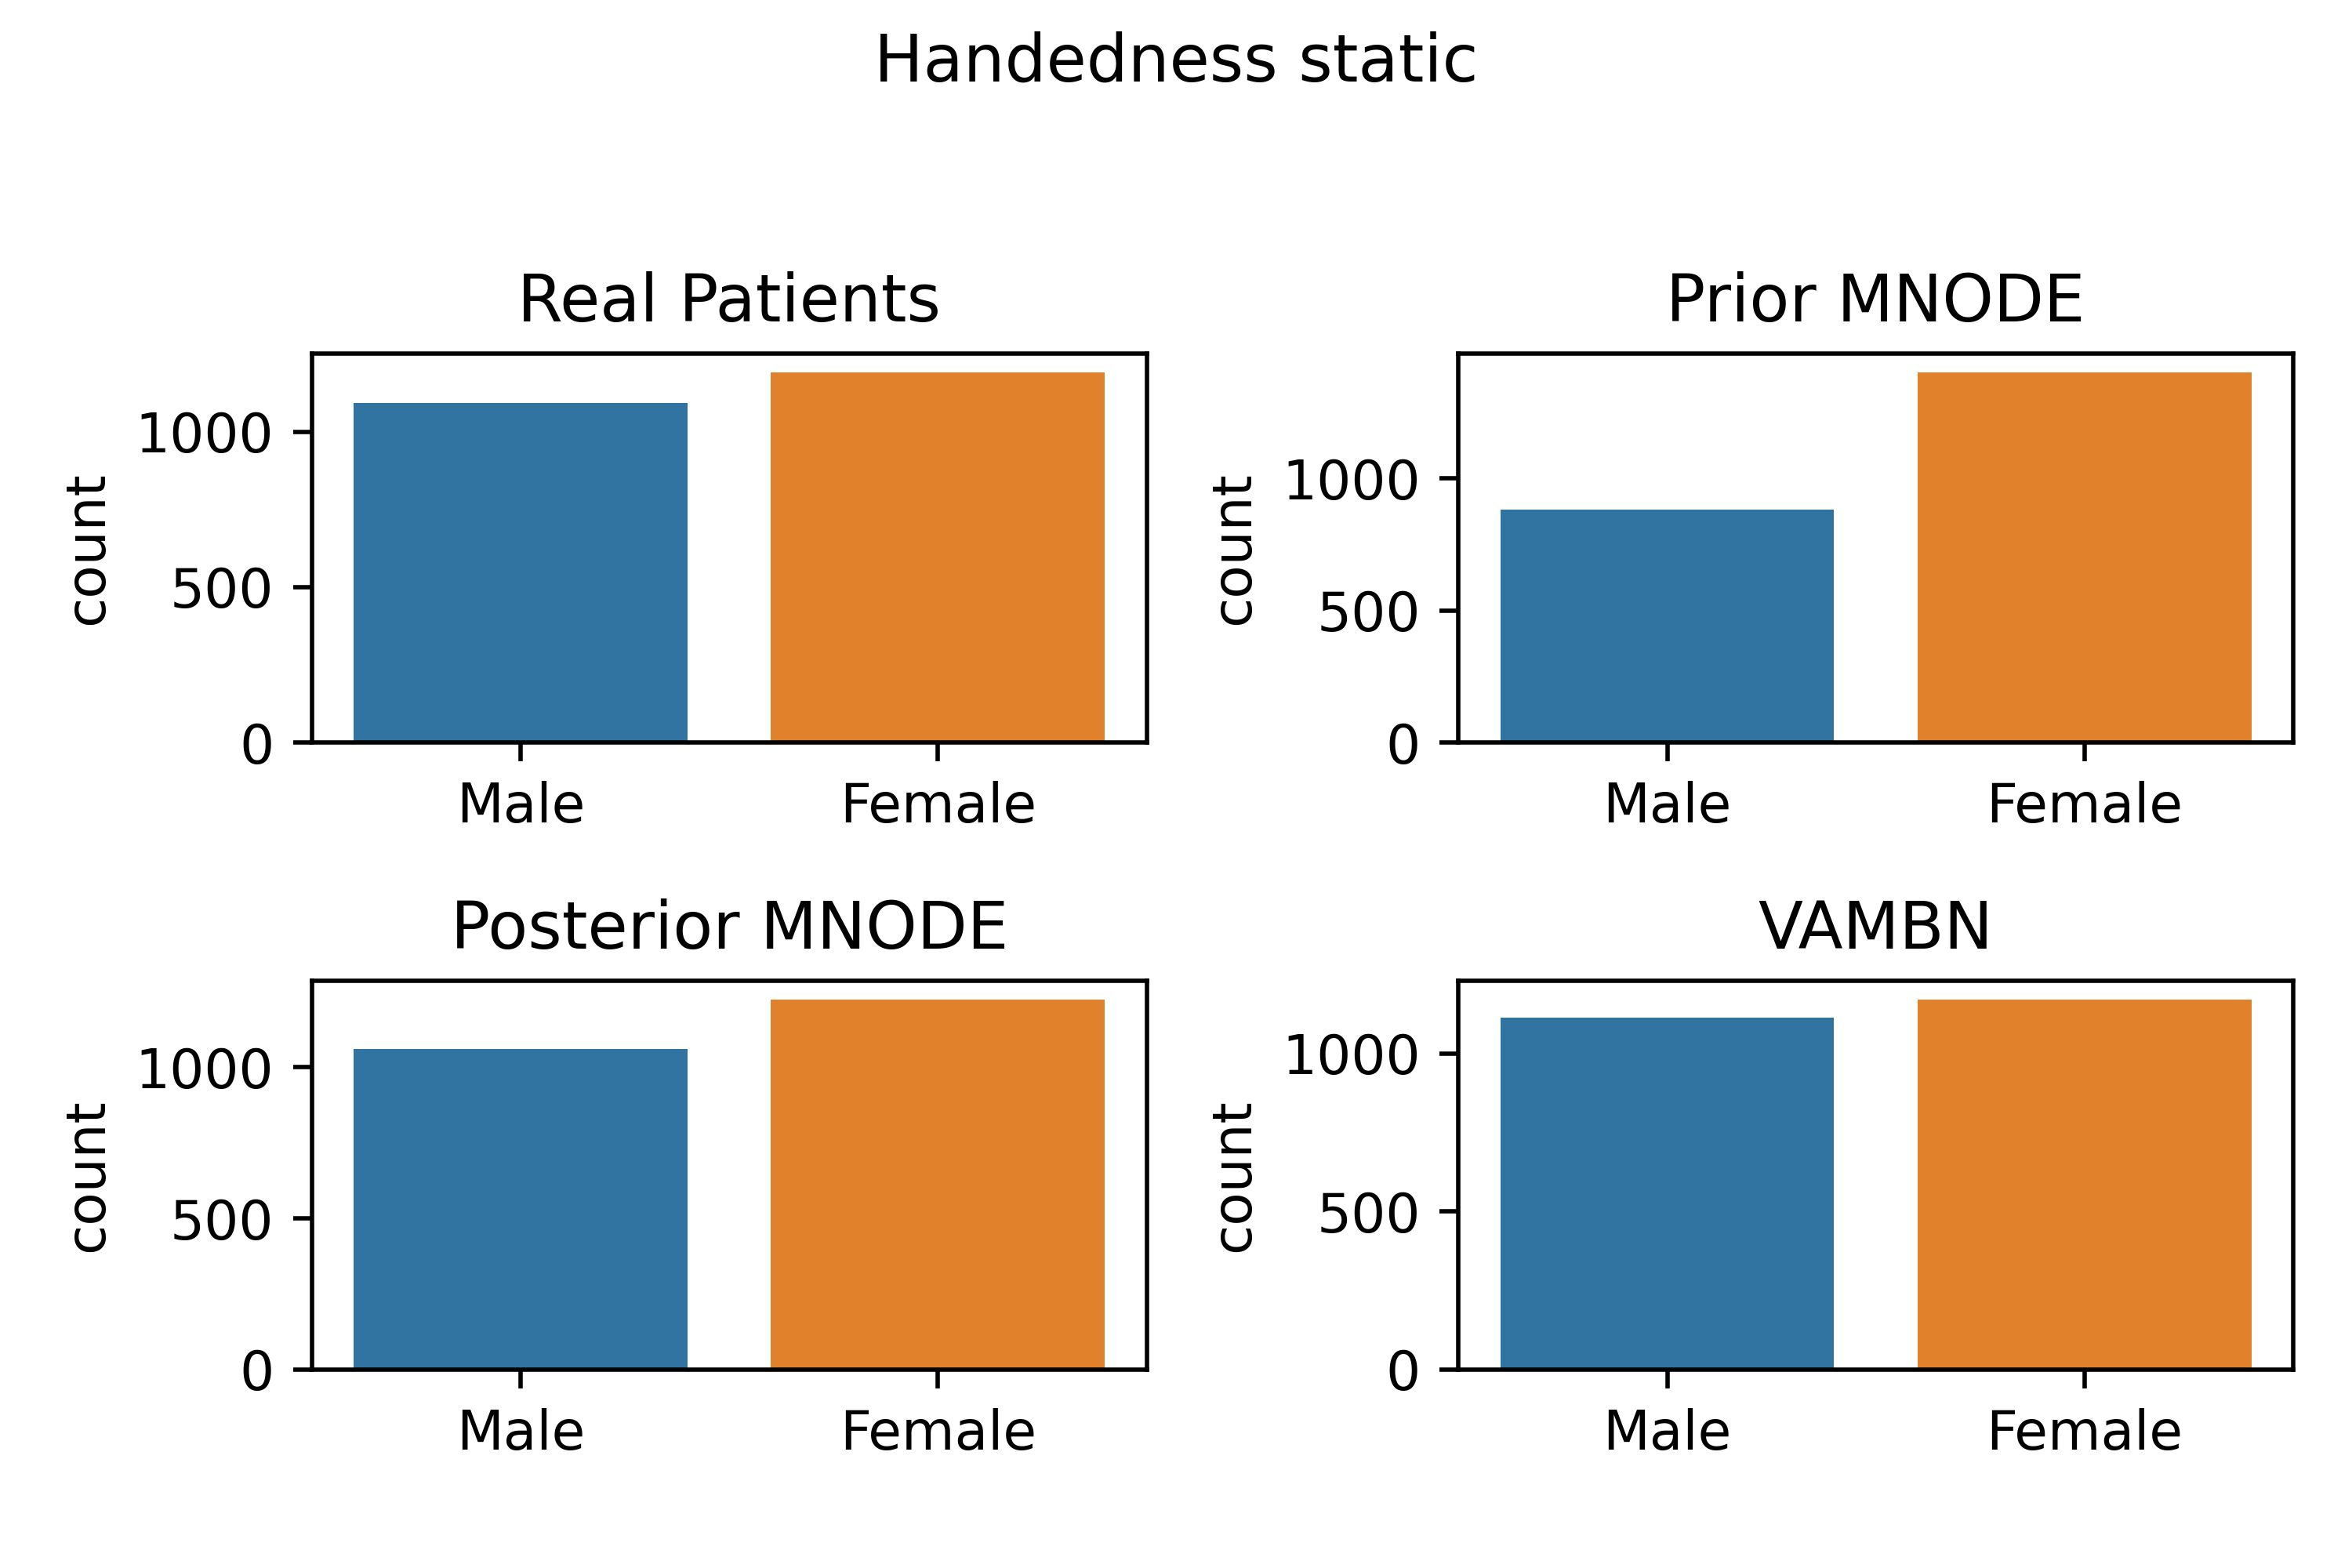 Handedness static
Real Patients
count
1000
500
0
Male Female
Prior MNODE
count
1000
500
0
Male Female
Posterior MNODE
count
1000
500
0
Male Female
VAMBN
count
1000
500
0
Male Female